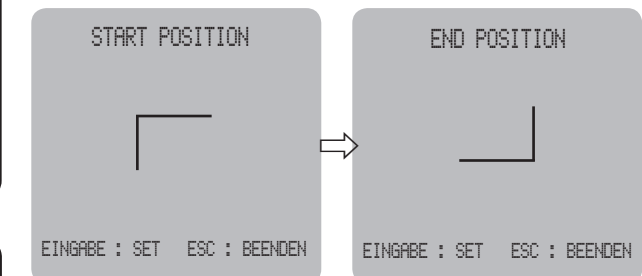 START POSITION
EINGABE : SET ESC : BEENDEN
END POSITION
EINGABE : SET ESC : BEENDEN